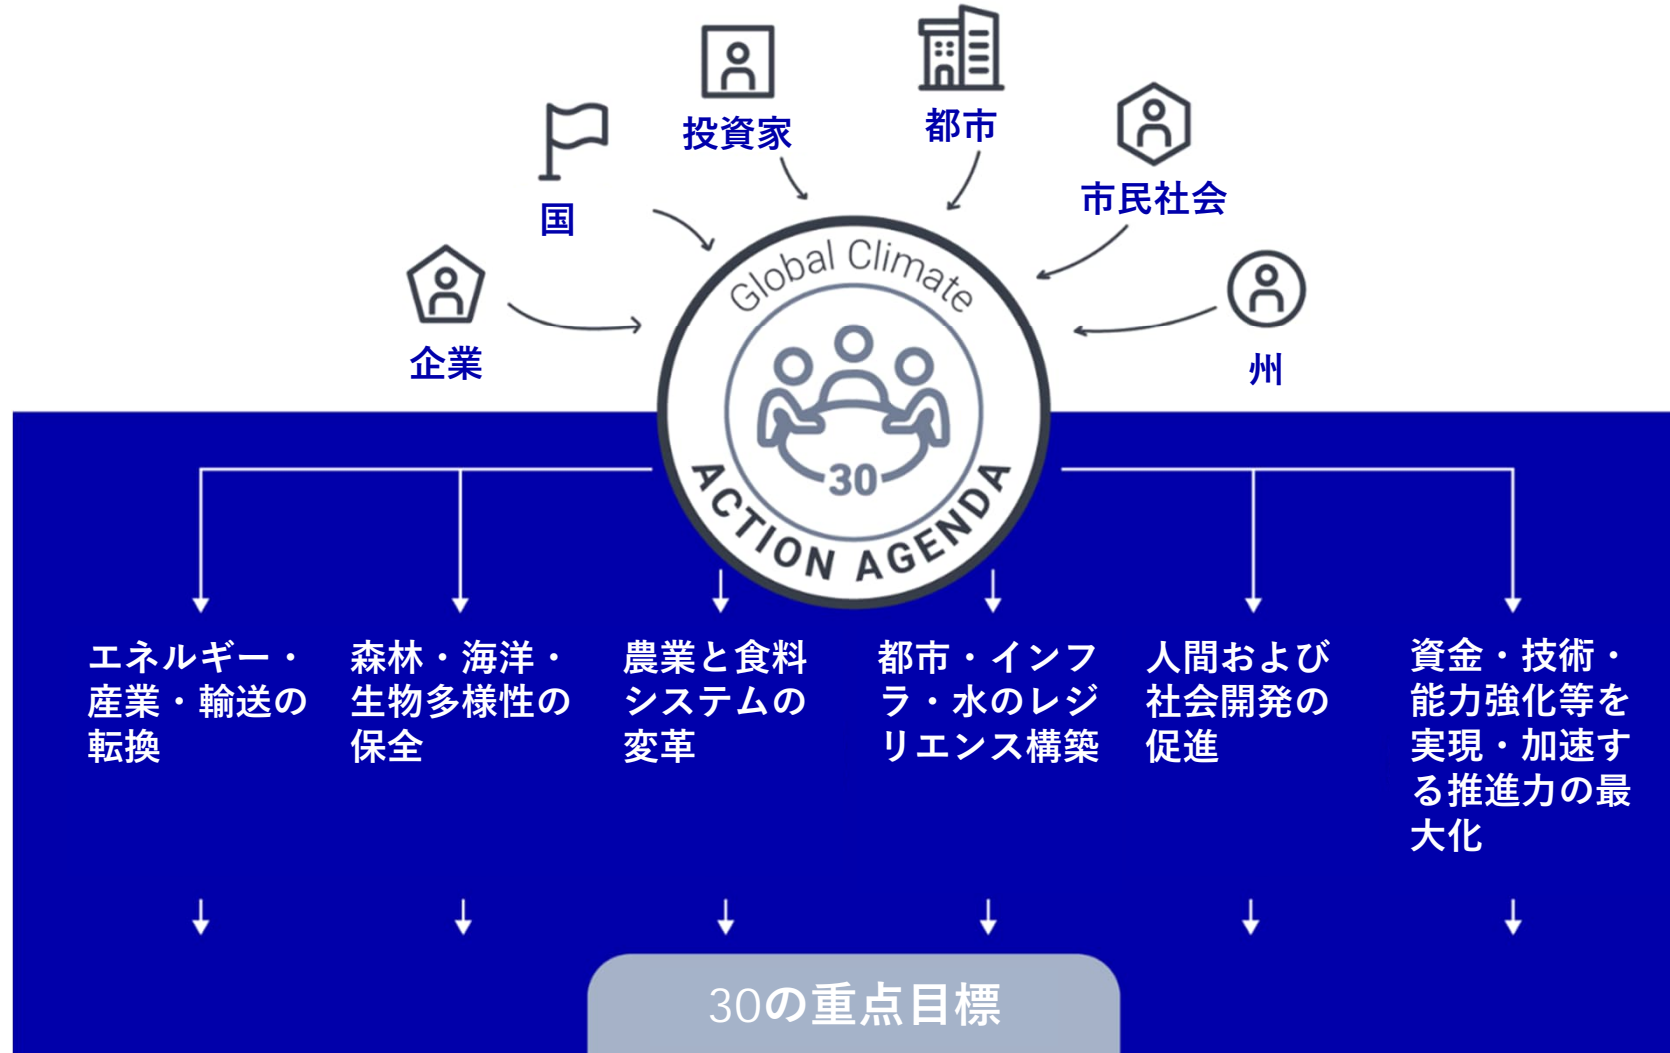 投資家
都市
国
市民社会
企業
州
Global Climate
30
ACTION AGENDA
エネルギー・
産業・輸送の
転換
森林・海洋・
生物多様性の
保全
農業と食料
システムの
変革
都市・インフ
ラ・水のレジ
リエンス構築
人間および
社会開発の
促進
資金・技術・
能力強化等を
実現・加速す
る推進力の最
大化
30の重点目標